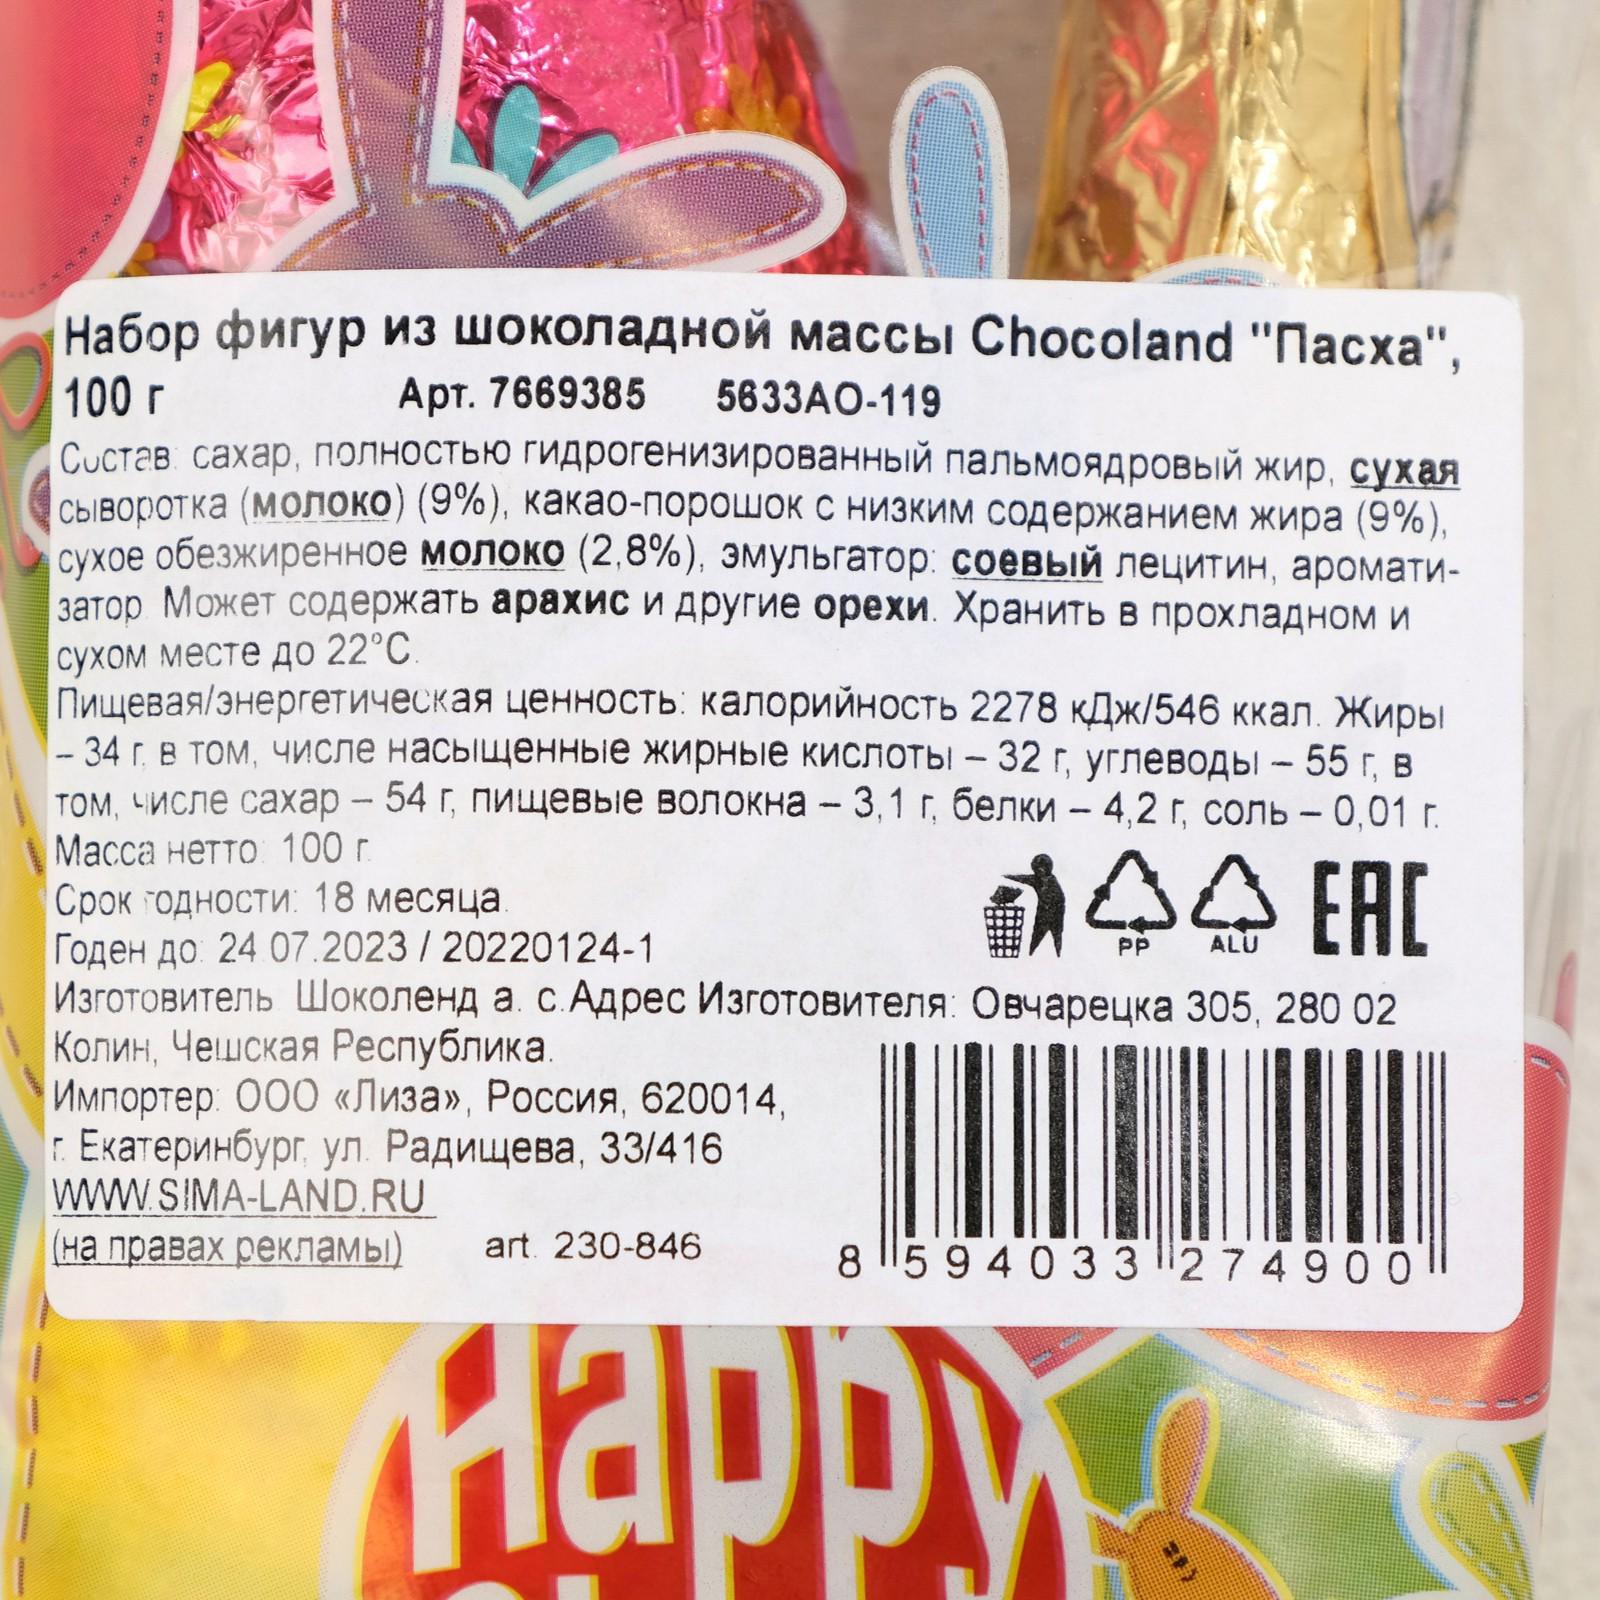 Набор фигур из шоколадной массы Chocoland "Пасха",
100 г Арт. 7669385 5633АО-119
Состав: сахар, полностью гидрогенизированный пальмоядровый жир, сухая
сыворотка (молоко) (9%), какао-порошок с низким содержанием жира (9%),
сухое обезжиренное молоко (2,8%), эмульгатор: соевый лецитин, аромати-
затор. Может содержать арахис и другие орехи. Хранить в прохладном и
сухом месте до 22°С.
Пищевая/энергетическая ценность: калорийность 2278 кДж/546 ккал. Жиры
– 34 г, в том, числе насыщенные жирные кислоты – 32 г, углеводы – 55 г, в
том, числе сахар – 54 г, пищевые волокна – 3,1 г, белки – 4,2 г, соль – 0,01 г.
Масса нетто: 100 г.
Срок годности: 18 месяца.
Годен до: 24.07.2023 / 20220124-1
PP ALU EAC
Изготовитель: Шоколенд а. с. Адрес Изготовителя: Овчарецка 305, 280 02
Колин, Чешская Республика.
Импортер: ООО «Лиза», Россия, 620014,
г. Екатеринбург, ул. Радищева, 33/416
WWW.SIMA-LAND.RU
(на правах рекламы) art. 230-846
8 594033 274900
Happy